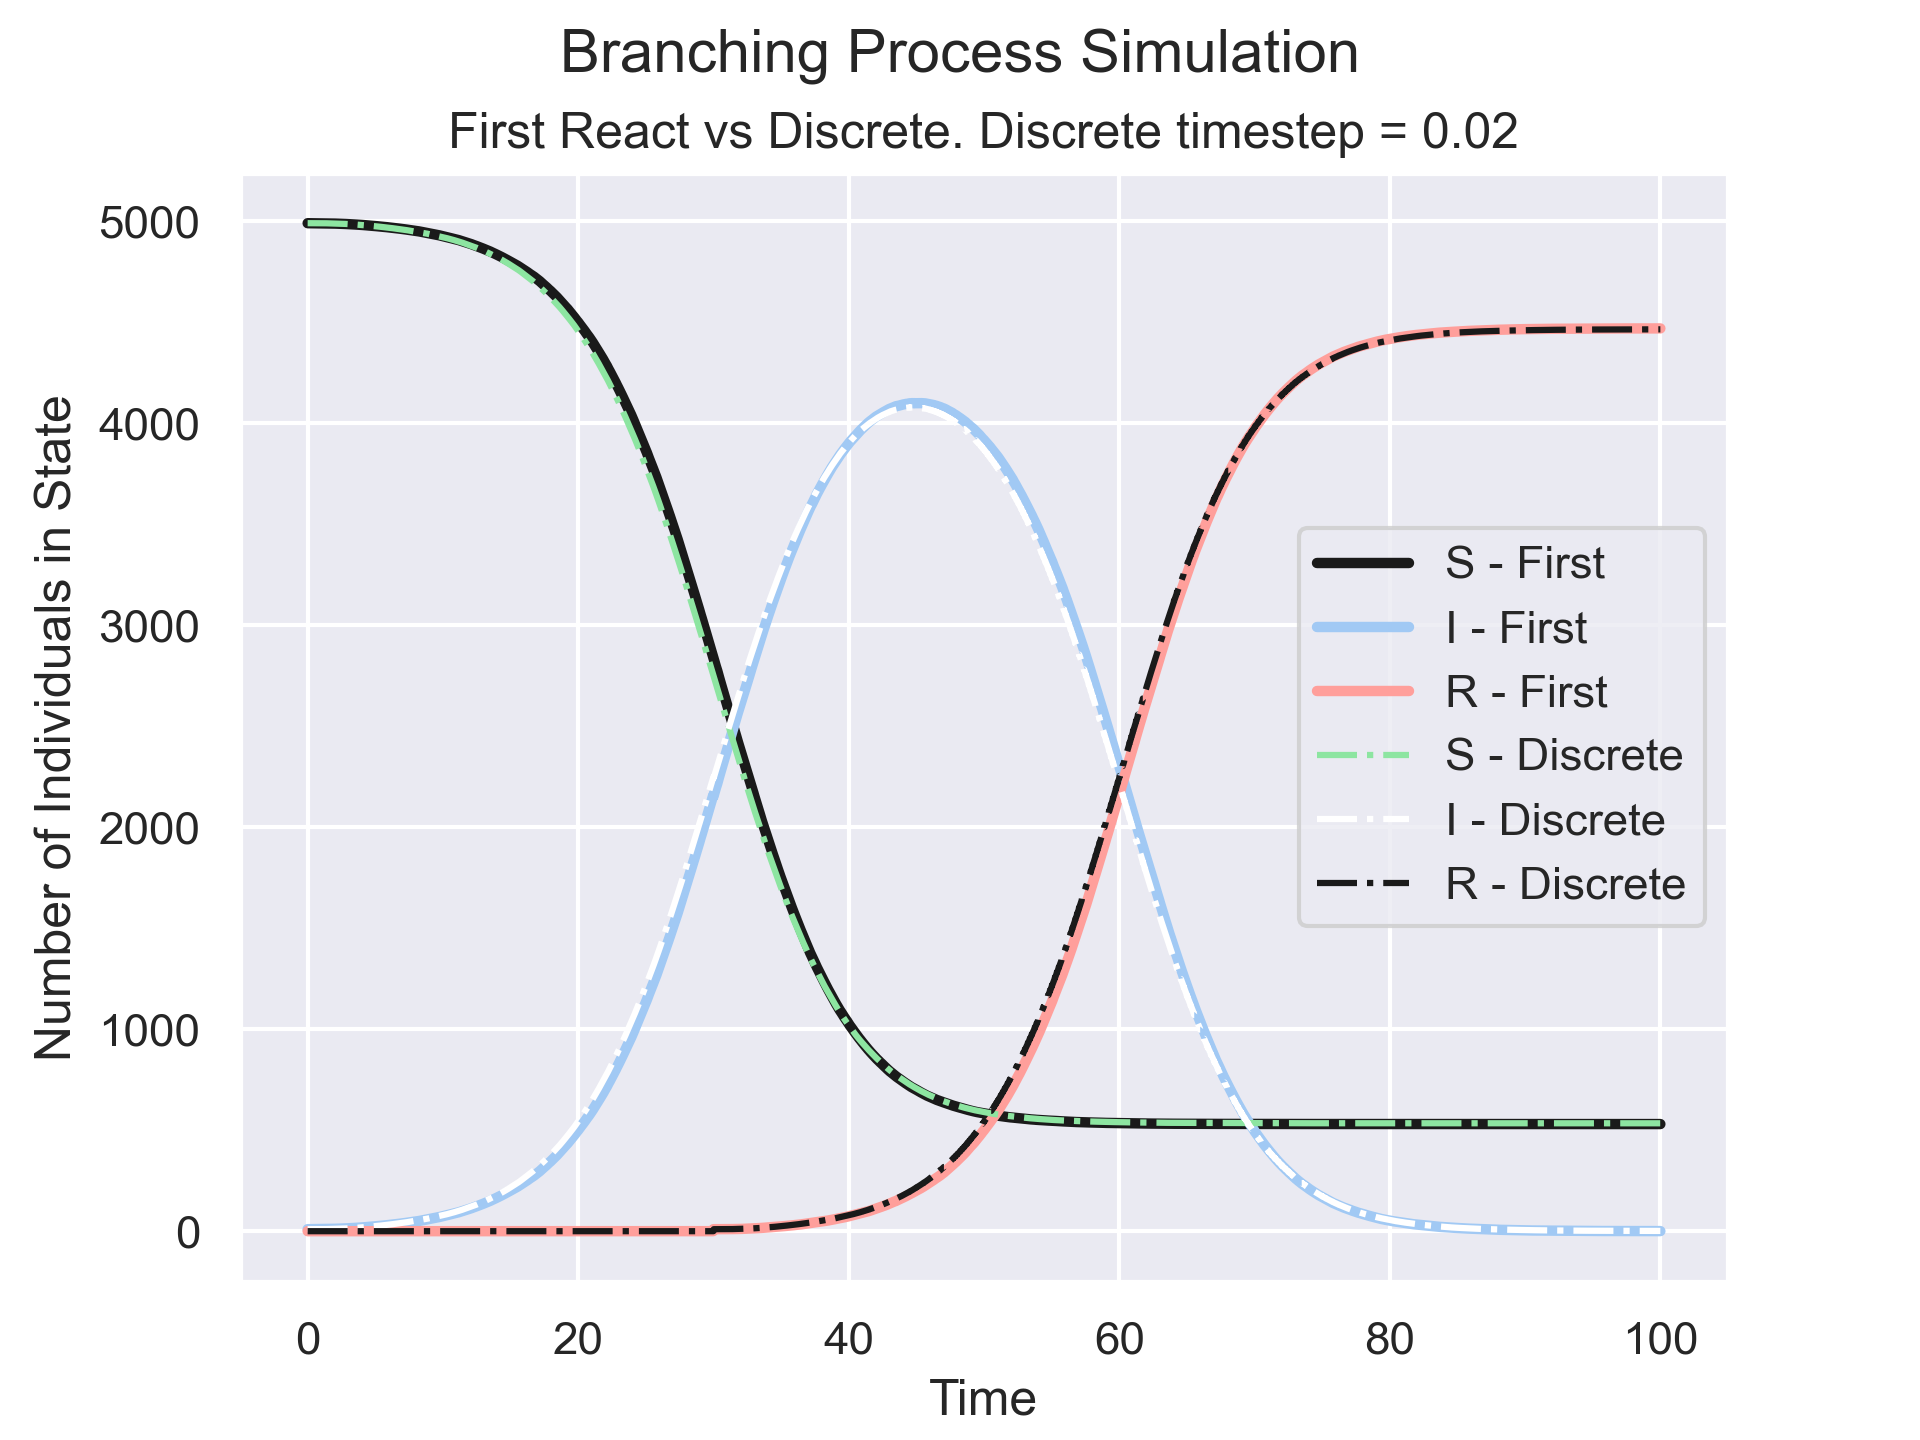 Branching Process Simulation
First React vs Discrete. Discrete timestep = 0.02
Number of Individuals in State
5000
4000
3000
2000
1000
0
S - First
I - First
R - First
S - Discrete
I - Discrete
R - Discrete
0 20 40 60 80 100
Time